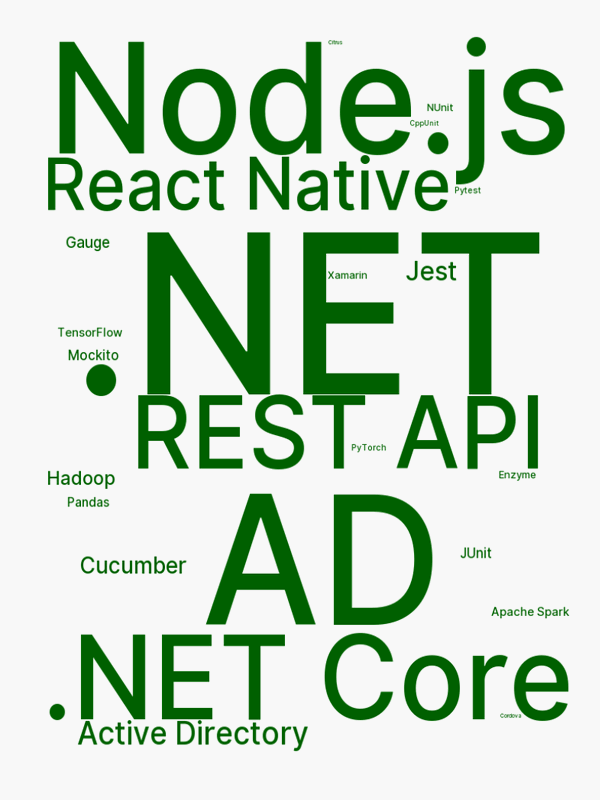 Citrus
Node.js
NUnit
CppUnit
React Native
Pytest
Gauge
.NET
Xamarin
Jest
TensorFlow
Mockito
REST API
PyTorch
Enzyme
Hadoop
Pandas
AD
JUnit
Cucumber
Apache Spark
.NET Core
Cordova
Active Directory